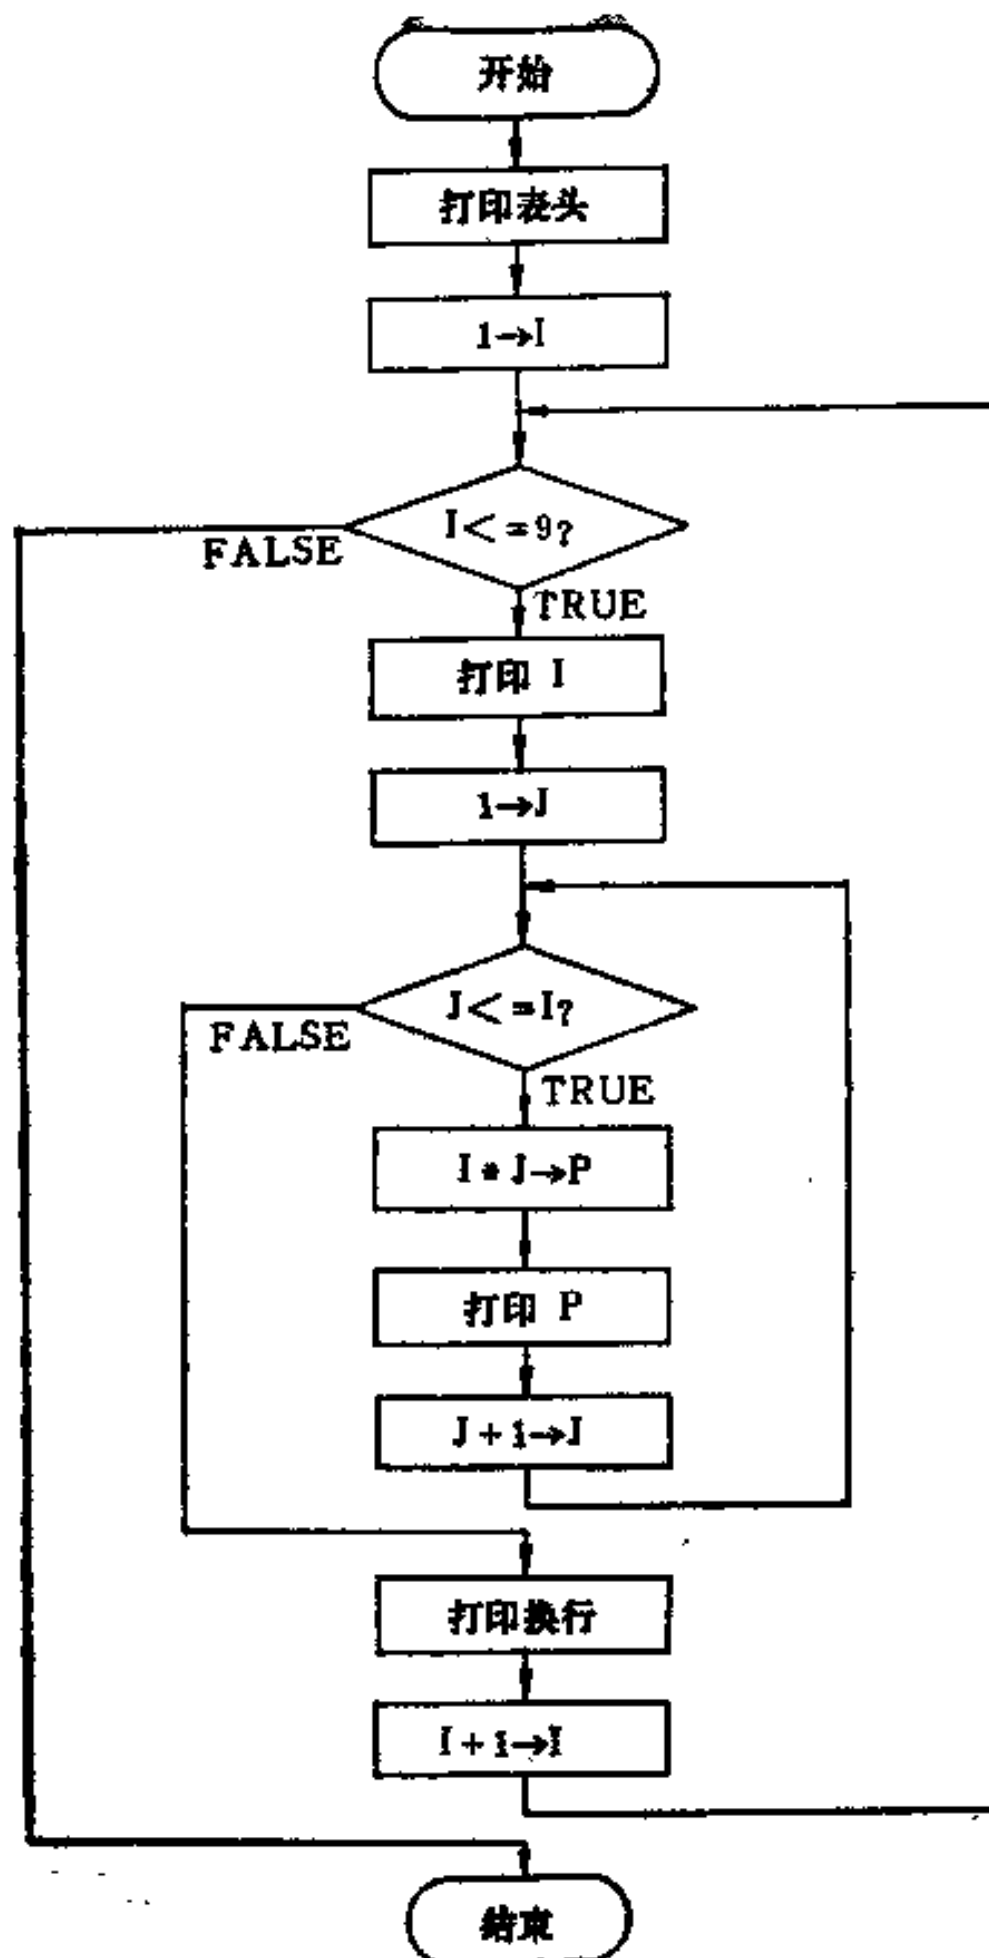 开始
打印表头
1→I
I<=9?
FALSE
TRUE
打印 I
1→J
J<=I?
FALSE
TRUE
I*J→P
打印 P
J+1→J
打印换行
I+1→I
结束